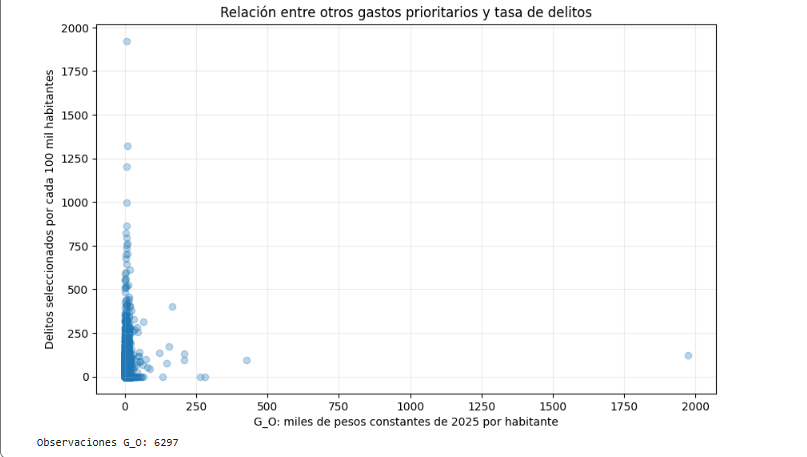 Relación entre otros gastos prioritarios y tasa de delitos
Delitos seleccionados por cada 100 mil habitantes
2000
1750
1500
1250
1000
750
500
250
0
0 250 500 750 1000 1250 1500 1750 2000
G_O: miles de pesos constantes de 2025 por habitante
Observaciones G_O: 6297